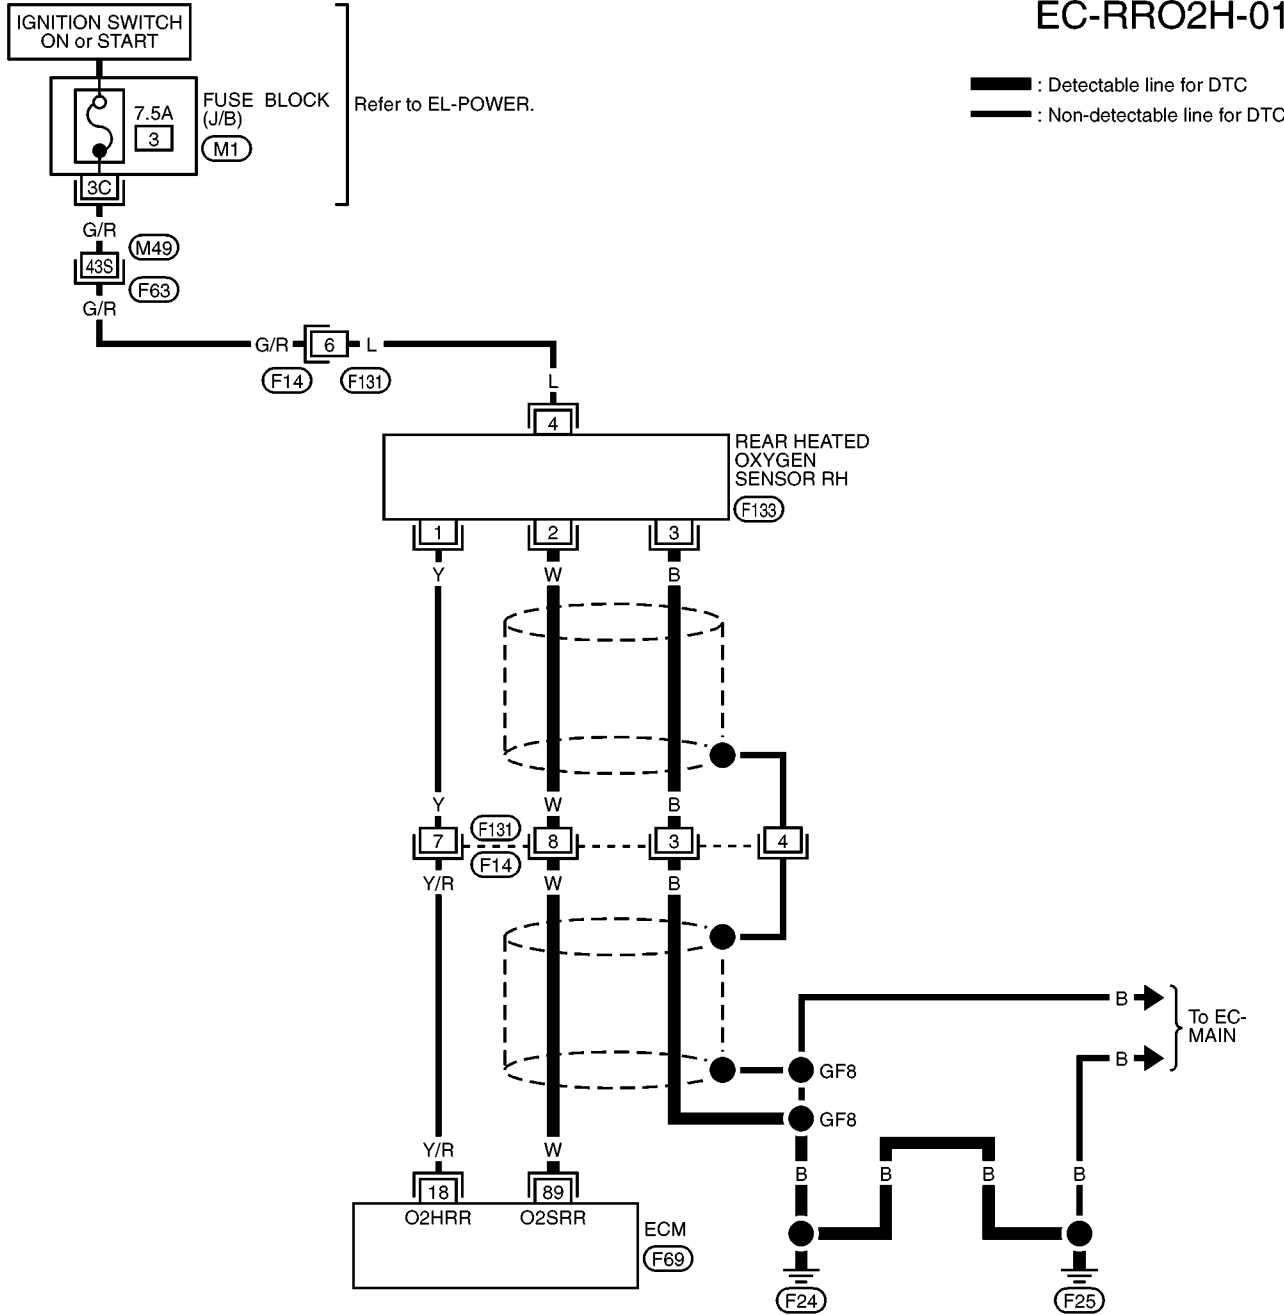 EC-RRO2H-01
IGNITION SWITCH
ON or START
: Detectable line for DTC
: Non-detectable line for DTC
7.5A
3
FUSE BLOCK
(J/B)
M1
Refer to EL-POWER.
3C
G/R
M49
43S
F63
G/R
G/R 6 L
F14 F131
L
4
REAR HEATED
OXYGEN
SENSOR RH
F133
1 2 3
Y W B
Y W B
7 F131 8 3 4
F14
Y/R W B
B
To EC-
MAIN
B
GF8
GF8
Y/R W
B B B B
18 89
O2HRR O2SRR
ECM
F69
F24 F25